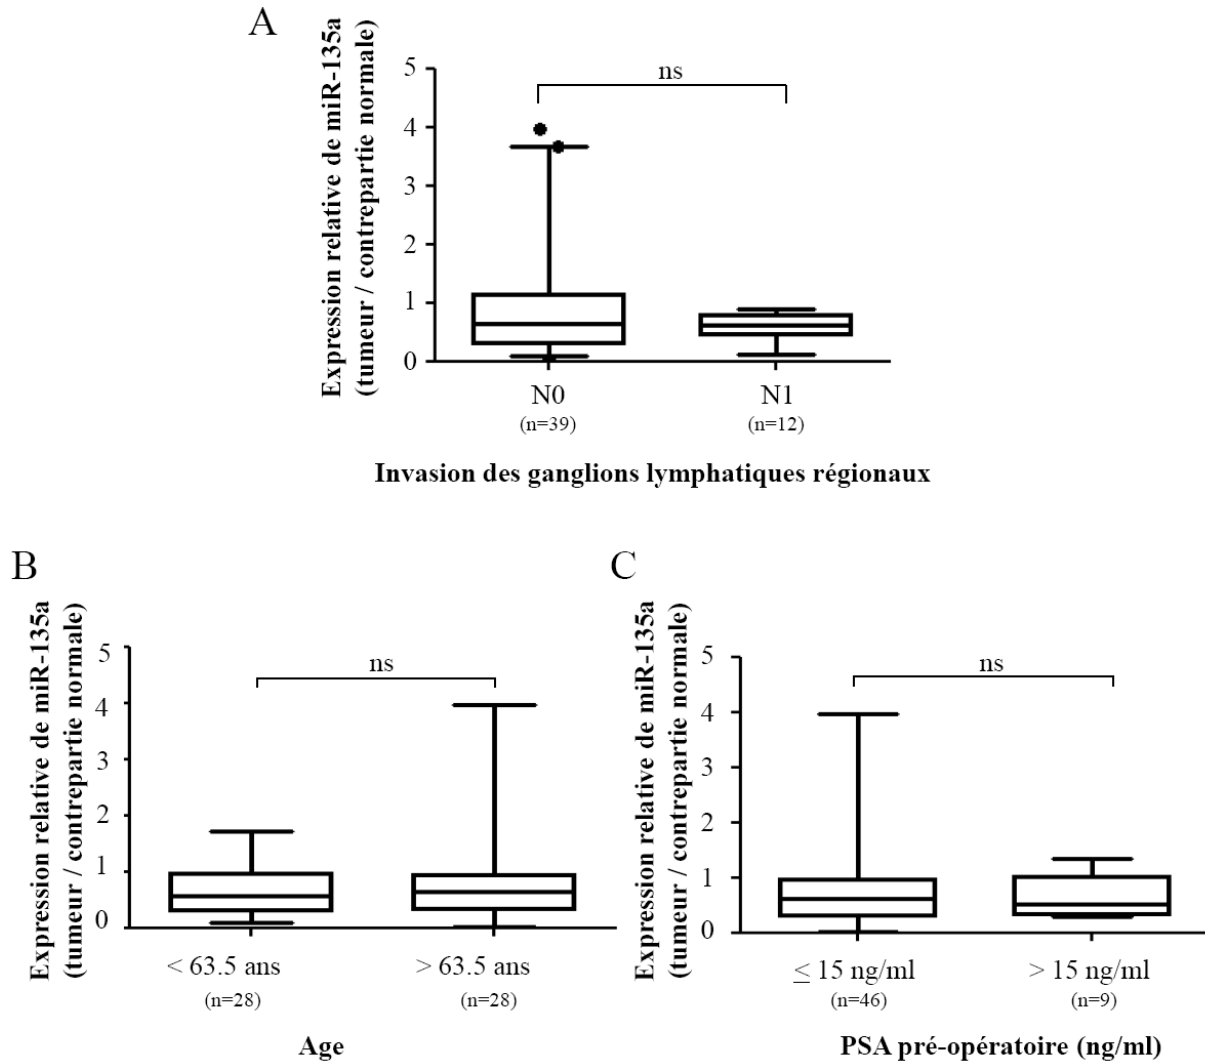 A
Expression relative de miR-135a
(tumeur / contrepartie normale)
5
4
3
2
1
0
ns
N0
N1
(n=39)
(n=12)
Invasion des ganglions lymphatiques régionaux
B
Expression relative de miR-135a
(tumeur / contrepartie normale)
5
4
3
2
1
0
ns
< 63.5 ans
> 63.5 ans
(n=28)
(n=28)
Age
C
Expression relative de miR-135a
(tumeur / contrepartie normale)
5
4
3
2
1
0
ns
≤ 15 ng/ml
> 15 ng/ml
(n=46)
(n=9)
PSA pré-opératoire (ng/ml)